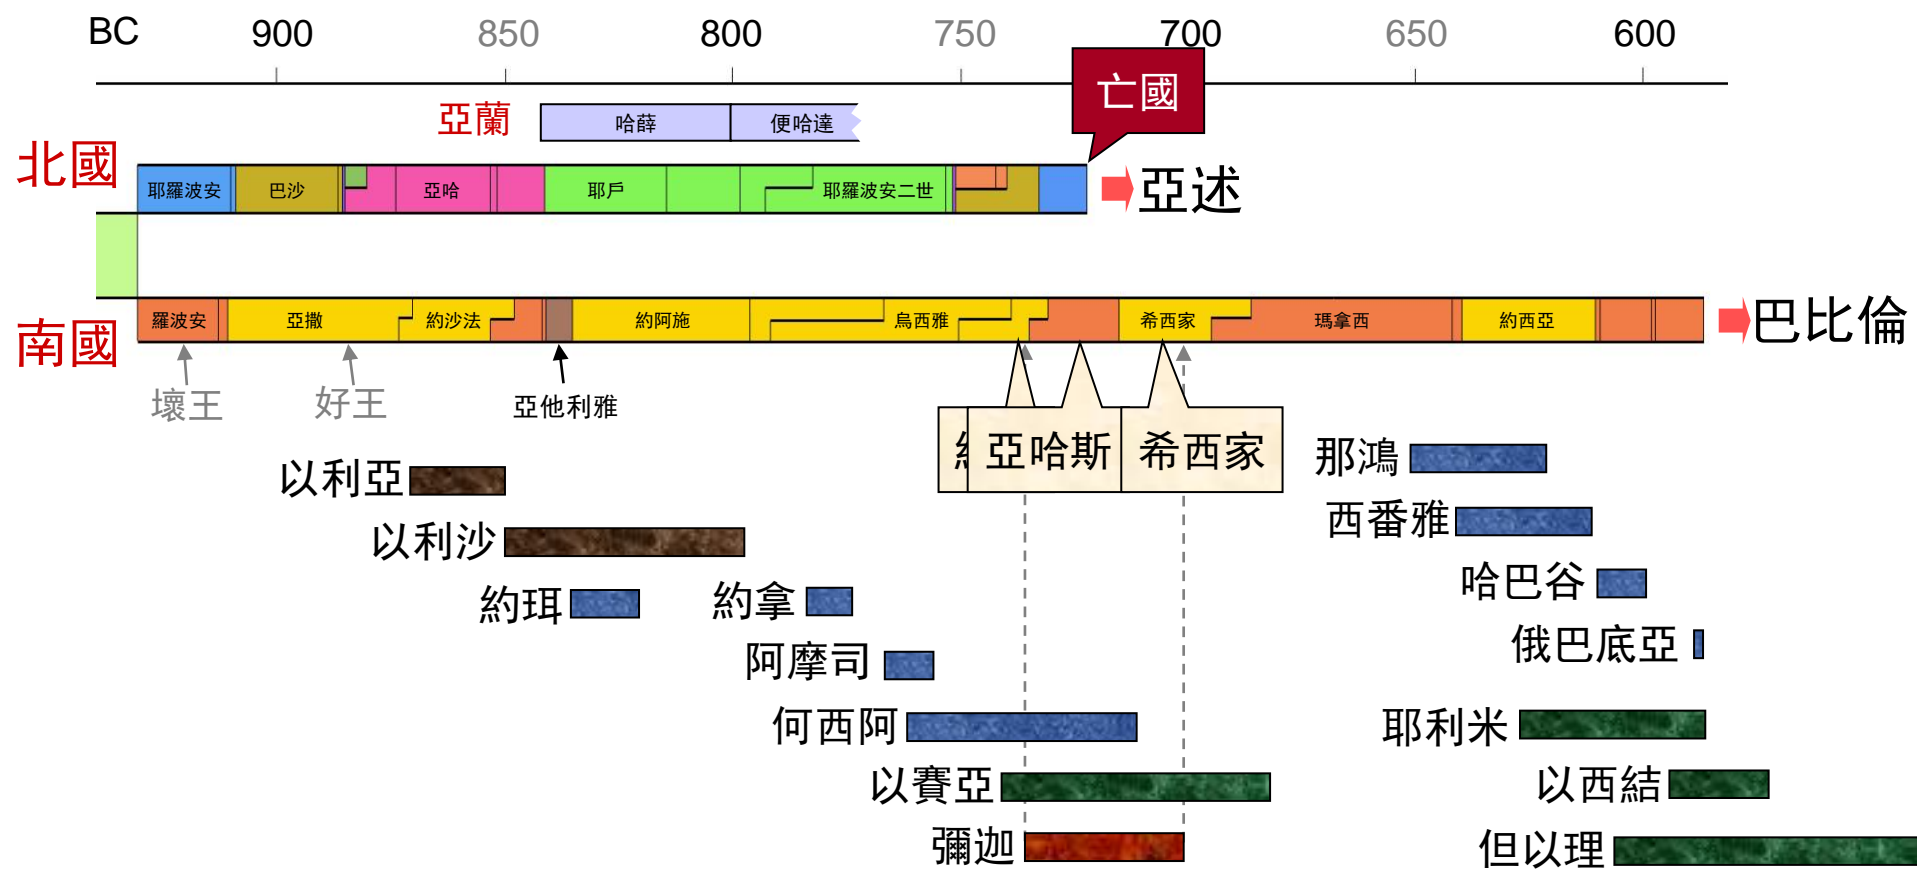 BC 900 850 800 750 700 650 600
亡國
亞蘭 哈薛 便哈達
北國 耶羅波安 巴沙 亞哈 耶戶 耶羅波安二世 亞述
南國 羅波安 亞撒 約沙法 約阿施 烏西雅 希西家 瑪拿西 約西亞 巴比倫
壞王 好王 亞他利雅
亞哈斯 希西家
以利亞
以利沙
約珥
約拿
阿摩司
何西阿
以賽亞
彌迦
那鴻
西番雅
哈巴谷
俄巴底亞
耶利米
以西結
但以理